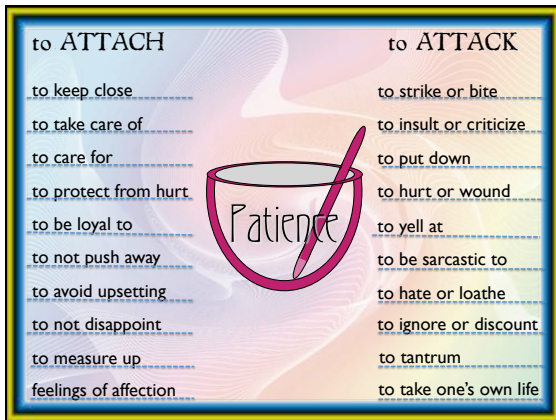 to ATTACH
to keep close
to take care of
to care for
to protect from hurt
to be loyal to
to not push away
to avoid upsetting
to not disappoint
to measure up
feelings of affection
Patience
to ATTACK
to strike or bite
to insult or criticize
to put down
to hurt or wound
to yell at
to be sarcastic to
to hate or loathe
to ignore or discount
to tantrum
to take one's own life